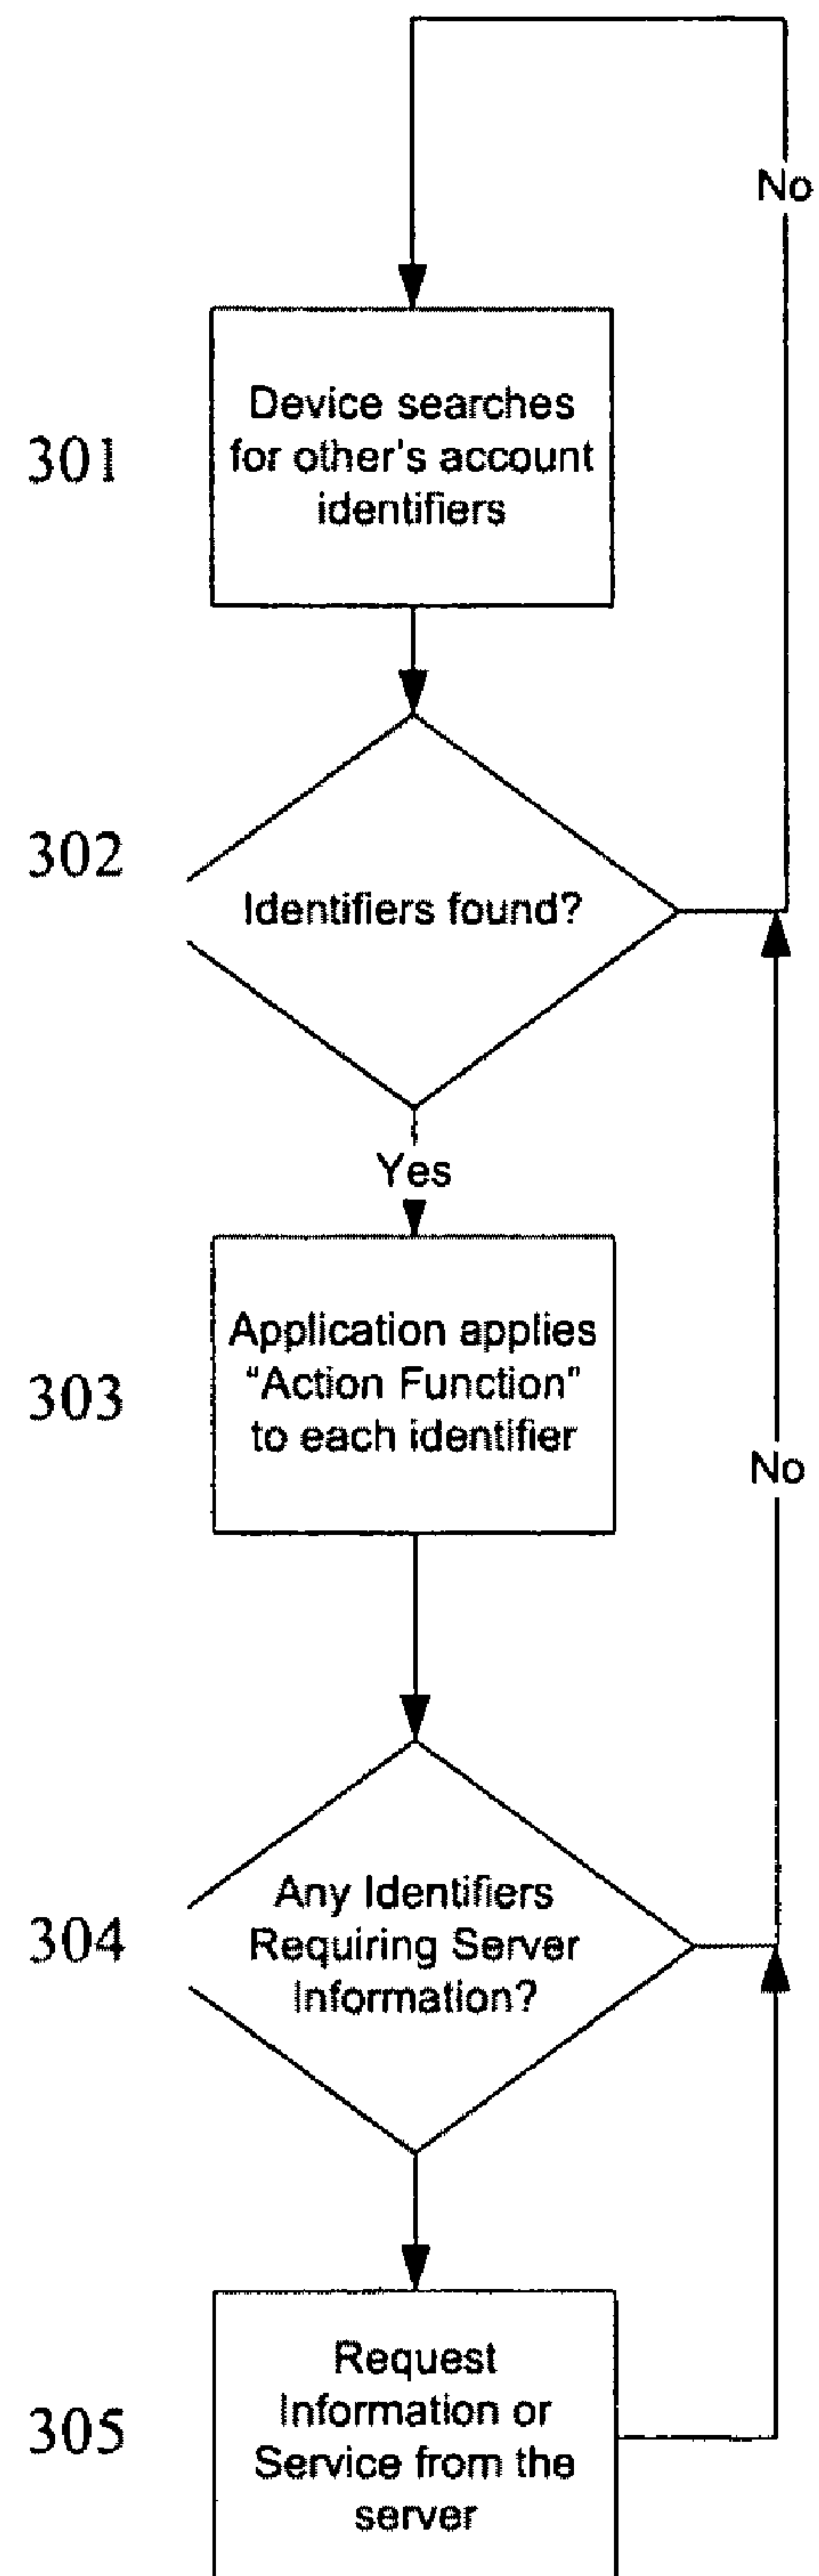 No
301
Device searches
for other's account
identifiers
302
Identifiers found?
Yes
303
Application applies
“Action Function”
to each identifier
No
304
Any Identifiers
Requiring Server
Information?
305
Request
Information or
Service from the
server